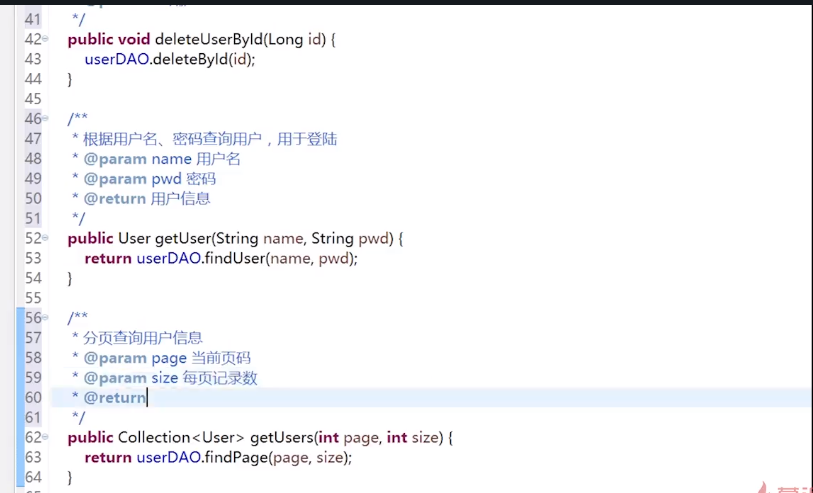 41 */
42 public void deleteUserById(Long id) {
43 userDAO.deleteById(id);
44 }
45
46 /**
47 * 根据用户名、密码查询用户，用于登陆
48 * @param name 用户名
49 * @param pwd 密码
50 * @return 用户信息
51 */
52 public User getUser(String name, String pwd) {
53 return userDAO.findUser(name, pwd);
54 }
55
56 /**
57 * 分页查询用户信息
58 * @param page 当前页码
59 * @param size 每页记录数
60 * @return
61 */
62 public Collection<User> getUsers(int page, int size) {
63 return userDAO.findPage(page, size);
64 }